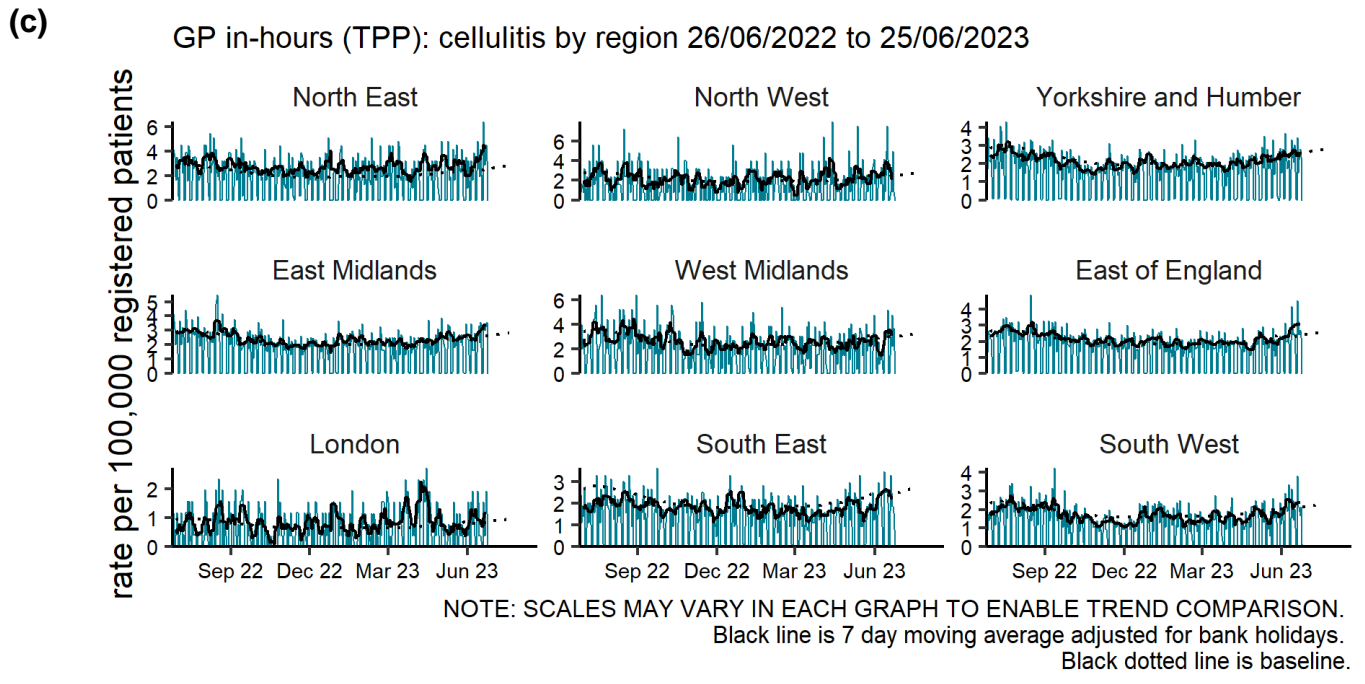 (c)
GP in-hours (TPP): cellulitis by region 26/06/2022 to 25/06/2023
rate per 100,000 registered patients
North East
6
4
2
0
North West
6
4
2
0
Yorkshire and Humber
4
3
2
1
0
East Midlands
5
4
3
2
1
0
West Midlands
6
4
2
0
East of England
4
3
2
1
0
London
2
1
0
Sep 22 Dec 22 Mar 23 Jun 23
South East
3
2
1
0
Sep 22 Dec 22 Mar 23 Jun 23
South West
4
3
2
1
0
Sep 22 Dec 22 Mar 23 Jun 23
NOTE: SCALES MAY VARY IN EACH GRAPH TO ENABLE TREND COMPARISON.
Black line is 7 day moving average adjusted for bank holidays.
Black dotted line is baseline.